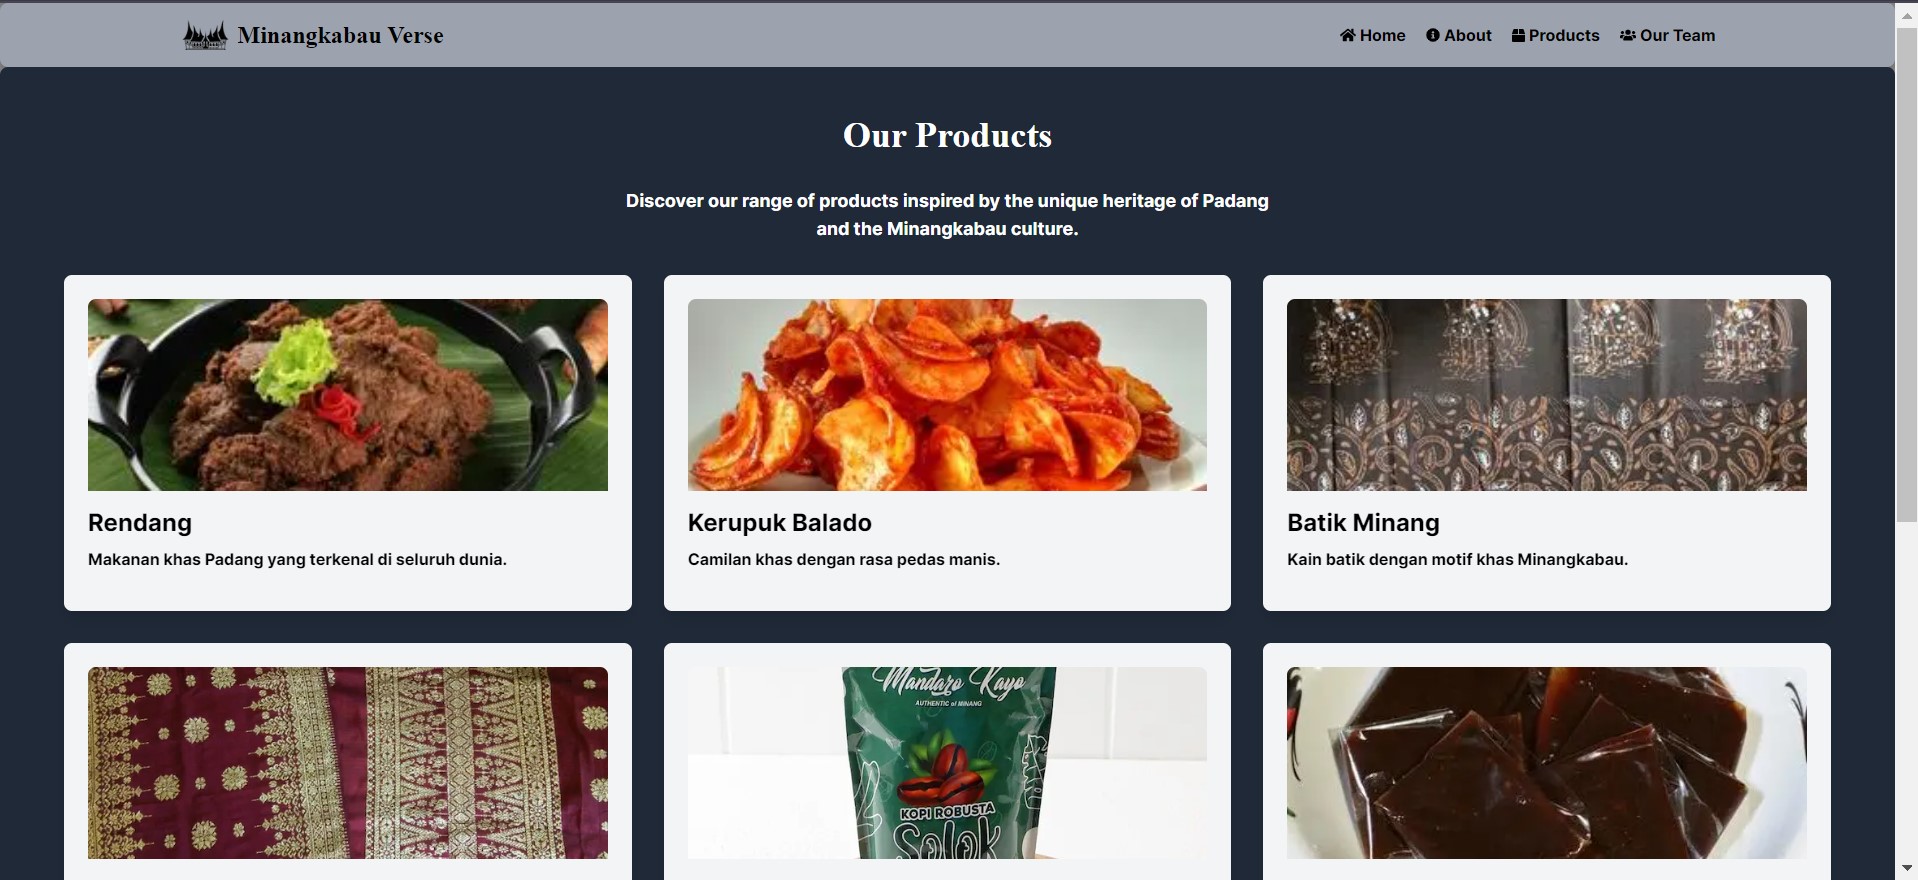 Minangkabau Verse
Home
About
Products
Our Team
Our Products
Discover our range of products inspired by the unique heritage of Padang
and the Minangkabau culture.
Rendang
Makanan khas Padang yang terkenal di seluruh dunia.
Kerupuk Balado
Camilan khas dengan rasa pedas manis.
Batik Minang
Kain batik dengan motif khas Minangkabau.
Mandaro Kayo
AUTHENTIC of MINANG
KOPI ROBUSTA
Solok